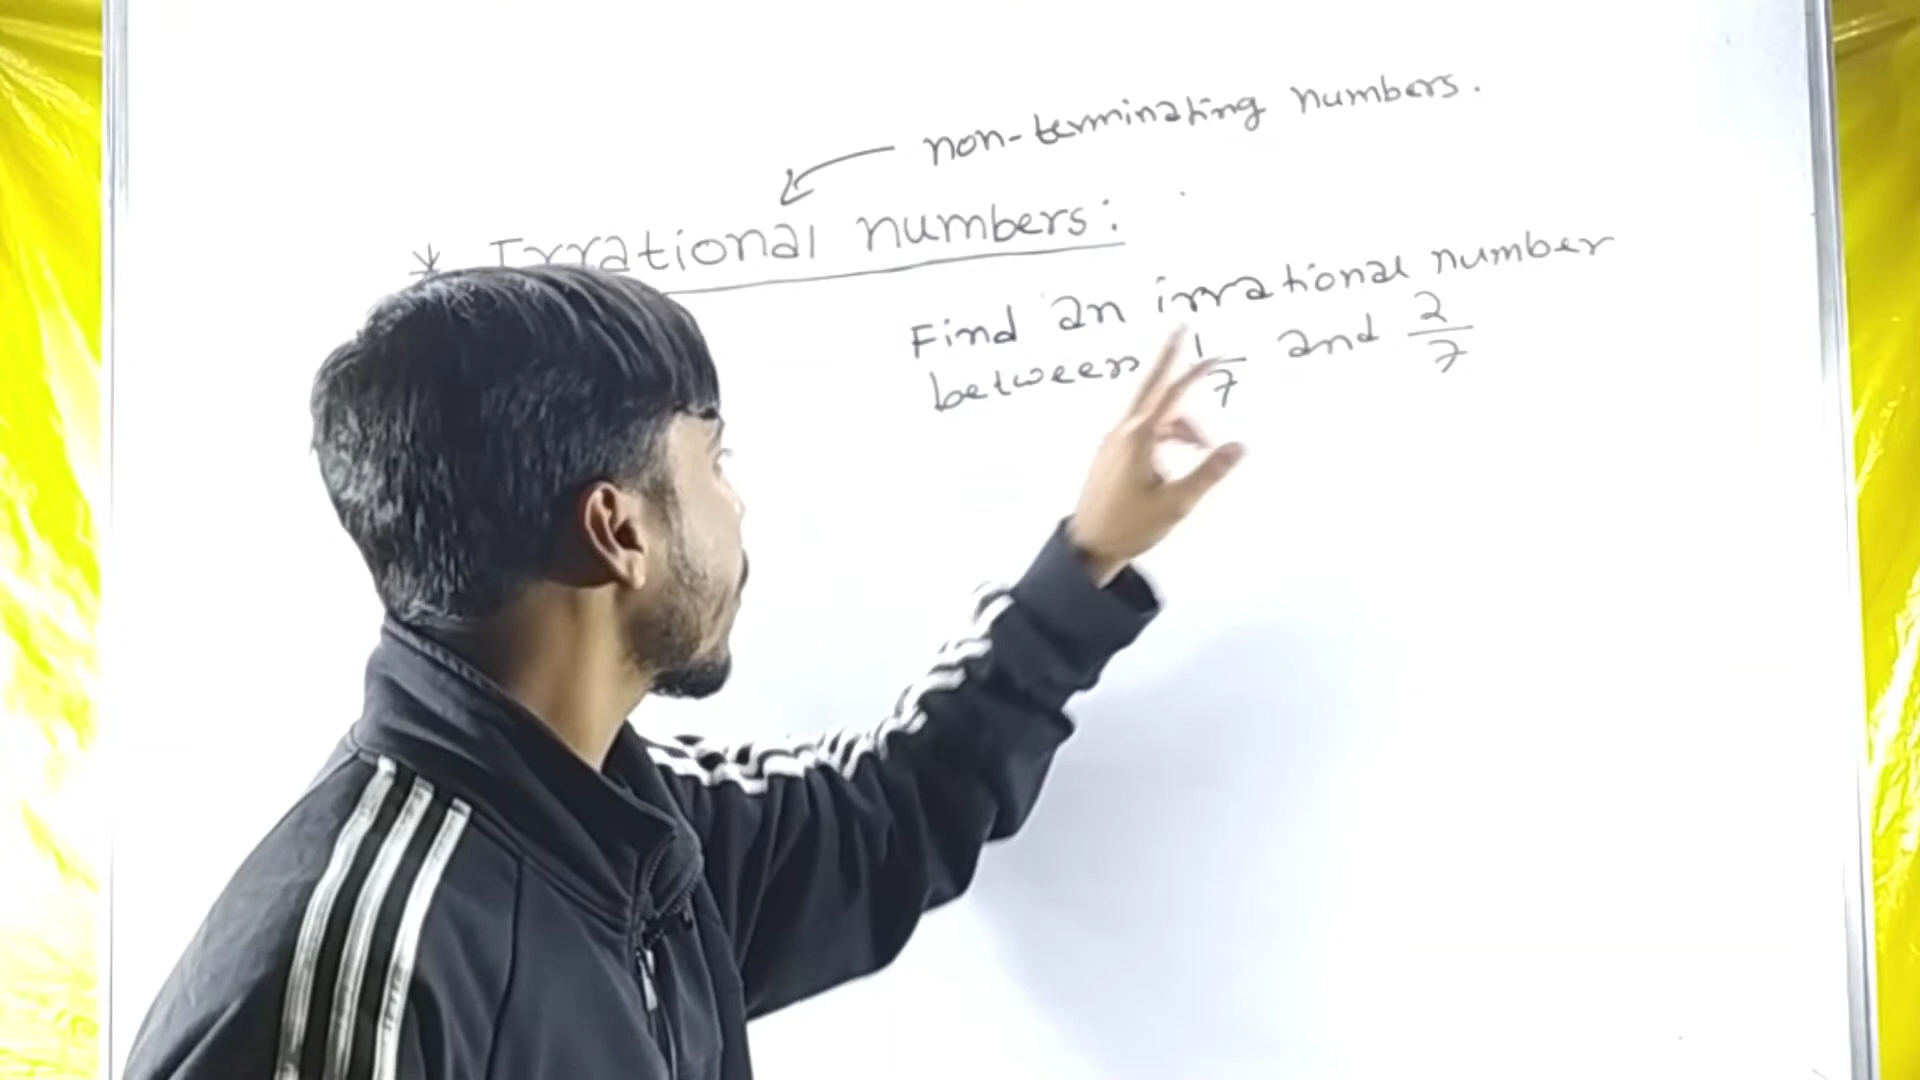 non-terminating numbers.
* Irrational numbers:
Find an irrational number
between 1/7 and 2/7